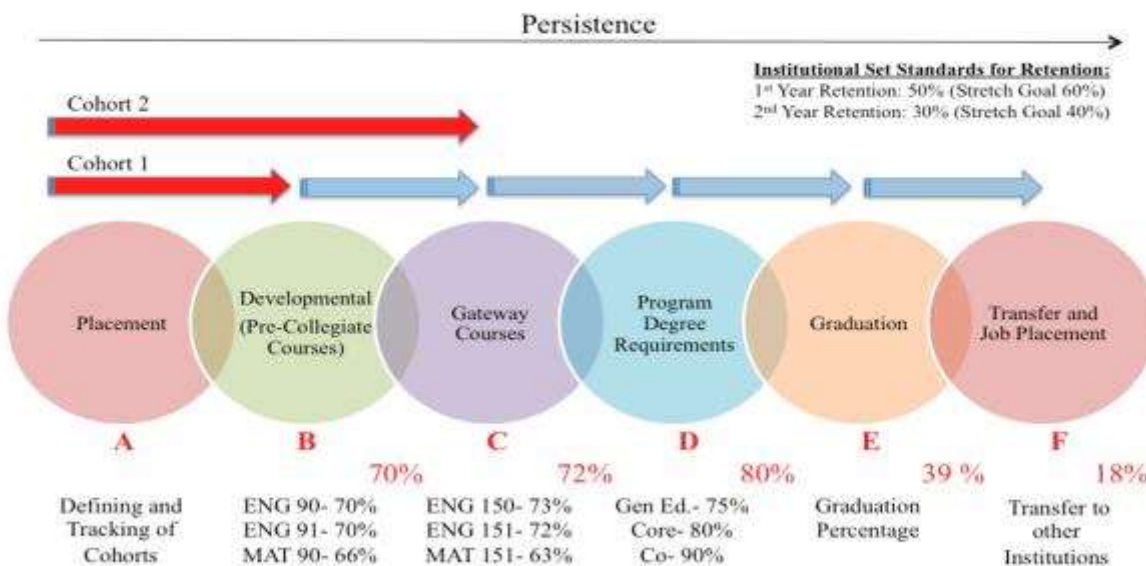 Persistence
Institutional Set Standards for Retention:
1st Year Retention: 50% (Stretch Goal 60%)
2nd Year Retention: 30% (Stretch Goal 40%)
Cohort 2
Cohort 1
Placement
Developmental
(Pre-Collegiate
Courses)
Gateway
Courses
Program
Degree
Requirements
Graduation
Transfer and
Job Placement
A
B
C
D
E
F
70%
72%
80%
39 %
18%
Defining and
Tracking of
Cohorts
ENG 90- 70%
ENG 91- 70%
MAT 90- 66%
ENG 150- 73%
ENG 151- 72%
MAT 151- 63%
Gen Ed.- 75%
Core- 80%
Co- 90%
Graduation
Percentage
Transfer to
other
Institutions